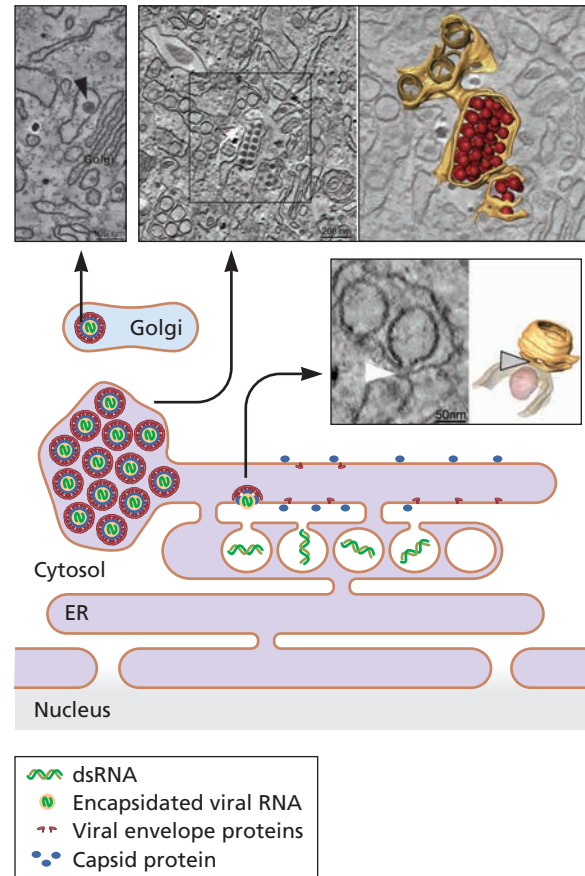 Golgi
100 nm
200 nm
Golgi
50nm
Cytosol
ER
Nucleus
dsRNA
Encapsidated viral RNA
Viral envelope proteins
Capsid protein